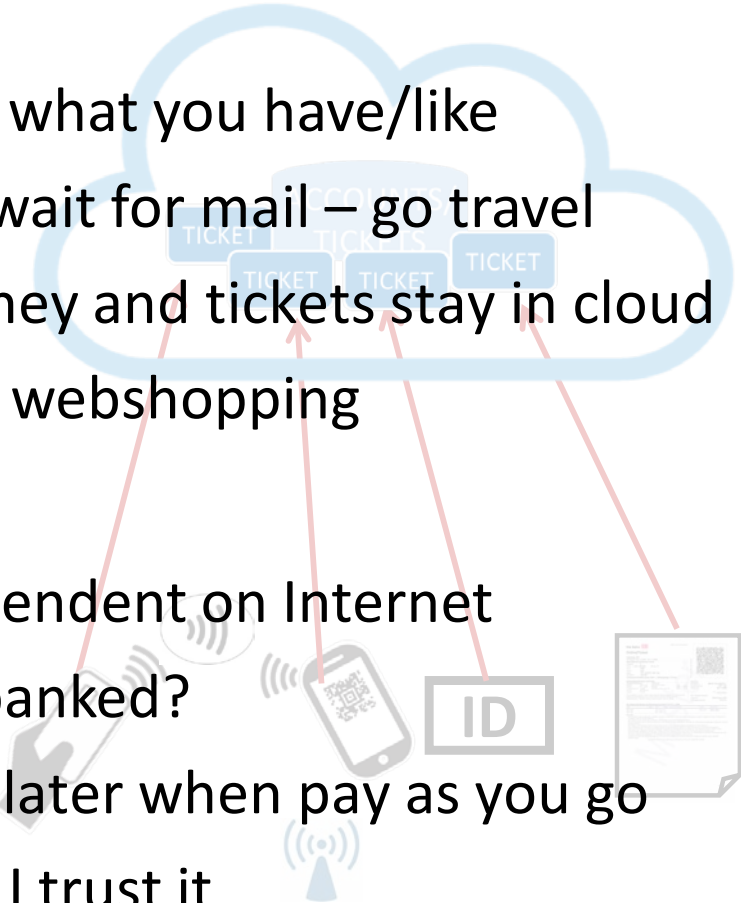 what you have/like
wait for mail – go travel
ACCOUNTS/
TICKETS
TICKET
TICKET
TICKET
TICKET
ney and tickets stay in cloud
webshopping
endent on Internet
banked?
ID
later when pay as you go
I trust it